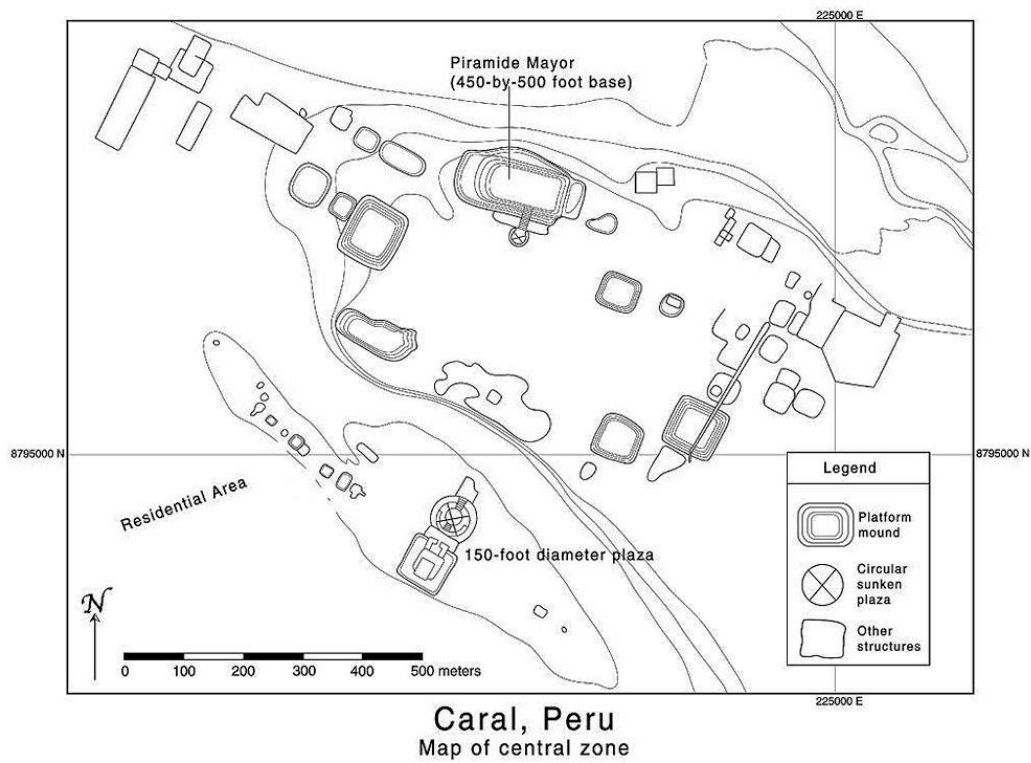 225000 E
Piramide Mayor
(450-by-500 foot base)
8795000 N
8795000 N
Residential Area
150-foot diameter plaza
Legend
Platform
mound
Circular
sunken
plaza
Other
structures
N
0 100 200 300 400 500 meters
225000 E
Caral, Peru
Map of central zone